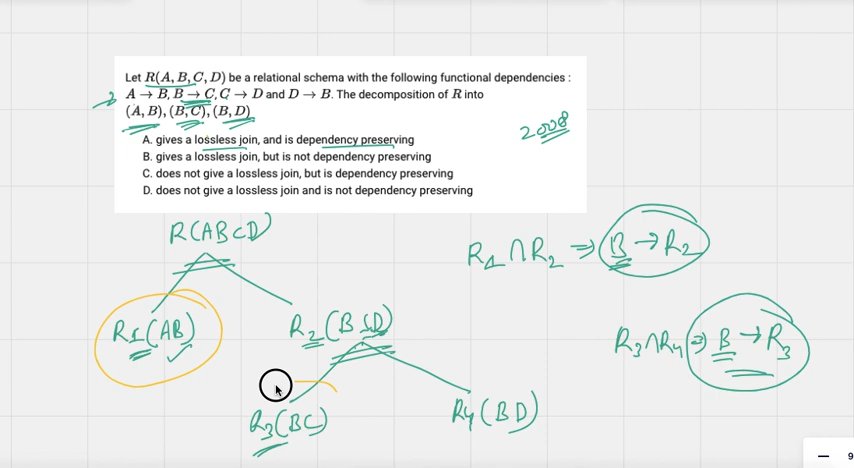 Let R(A, B, C, D) be a relational schema with the following functional dependencies :
A → B, B → C, C → D and D → B. The decomposition of R into
(A, B), (B, C), (B, D)
A. gives a lossless join, and is dependency preserving
B. gives a lossless join, but is not dependency preserving
C. does not give a lossless join, but is dependency preserving
D. does not give a lossless join and is not dependency preserving
2008
R(ABCD)
R1∩R2 ⇒ B → R2
R1(AB)
R2(BCD)
R3∩R4 ⇒ B → R3
R3(BC)
R4(BD)
9